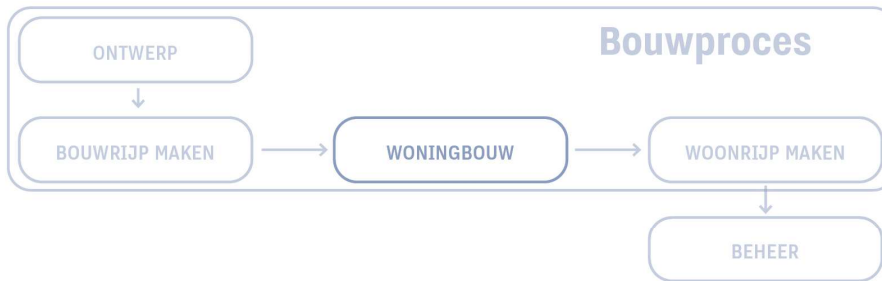 Bouwproces
ONTWERP
BOUWRIJP MAKEN
WONINGBOUW
WOONRIJP MAKEN
BEHEER